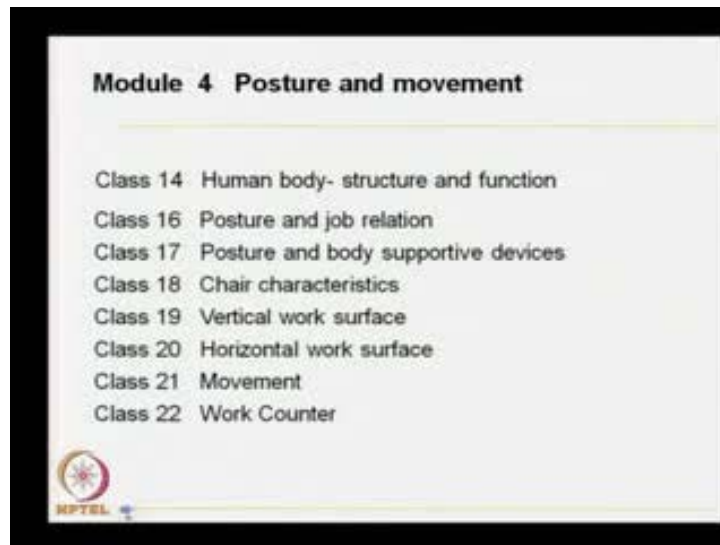 Module 4 Posture and movement
Class 14 Human body- structure and function
Class 16 Posture and job relation
Class 17 Posture and body supportive devices
Class 18 Chair characteristics
Class 19 Vertical work surface
Class 20 Horizontal work surface
Class 21 Movement
Class 22 Work Counter
NPTEL